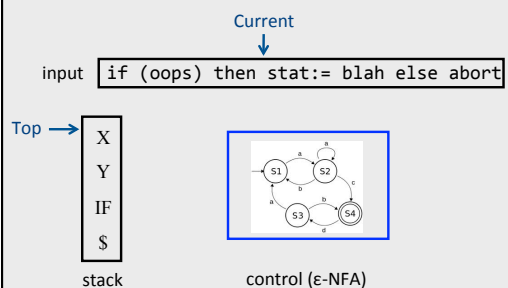 Current
input if (oops) then stat:= blah else abort
Top
X
Y
IF
$
a
a
S1
S2
b
c
a
b
S3
S4
d
stack
control (ε-NFA)